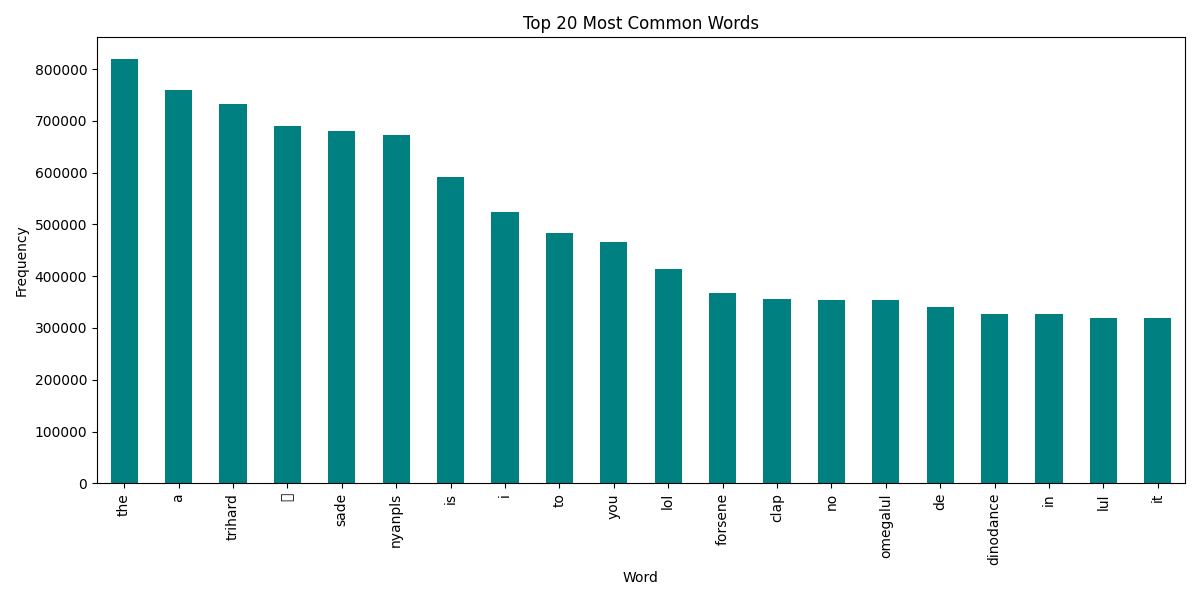 Top 20 Most Common Words
Frequency
800000
700000
600000
500000
400000
300000
200000
100000
0
the
a
trihard
sade
nyanpls
is
i
to
you
lol
forsene
clap
no
omegalul
de
dinodance
in
lul
it
Word